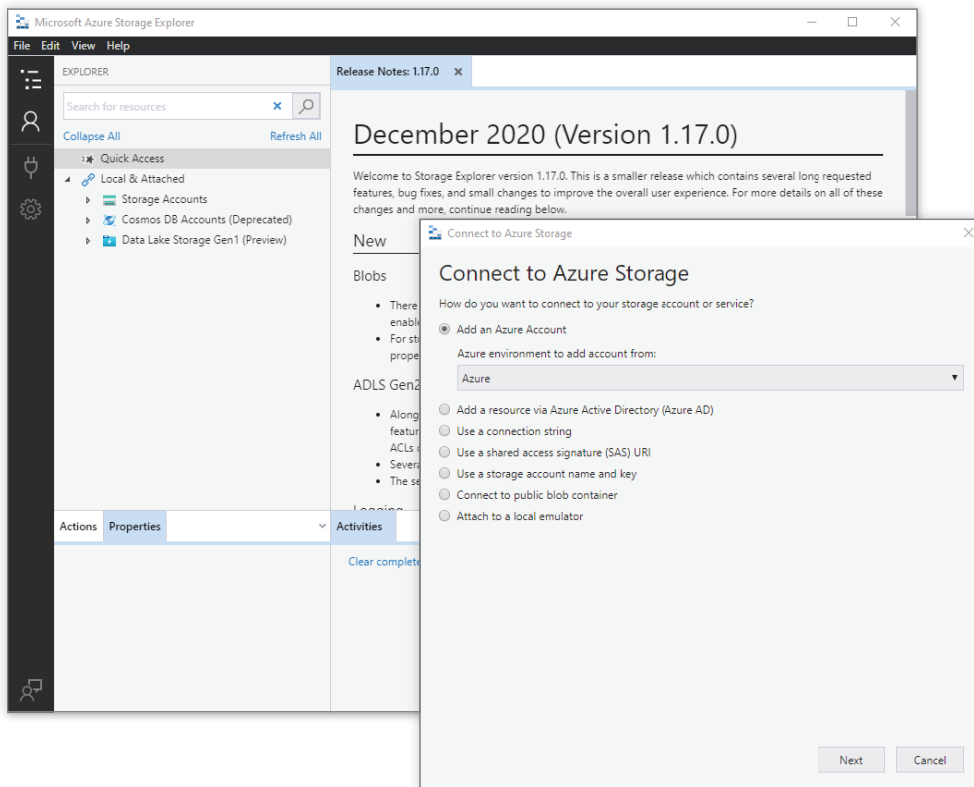 Microsoft Azure Storage Explorer
File Edit View Help
EXPLORER
Search for resources
Collapse All Refresh All
Quick Access
Local & Attached
Storage Accounts
Cosmos DB Accounts (Deprecated)
Data Lake Storage Gen1 (Preview)
Actions Properties
Release Notes: 1.17.0
December 2020 (Version 1.17.0)
Welcome to Storage Explorer version 1.17.0. This is a smaller release which contains several long requested
features, bug fixes, and small changes to improve the overall user experience. For more details on all of these
changes and more, continue reading below.
New
Blobs
There
enable
For
ADLS Gen2
Along
ACLs
The
Activities
Clear
Connect to Azure Storage
Connect to Azure Storage
How do you want to connect to your storage account or service?
Add an Azure Account
Azure environment to add account from:
Azure
Add a resource via Azure Active Directory (Azure AD)
Use a connection string
Use a shared access signature (SAS) URI
Use a storage account name and key
Connect to public blob container
Attach to a local emulator
Next Cancel